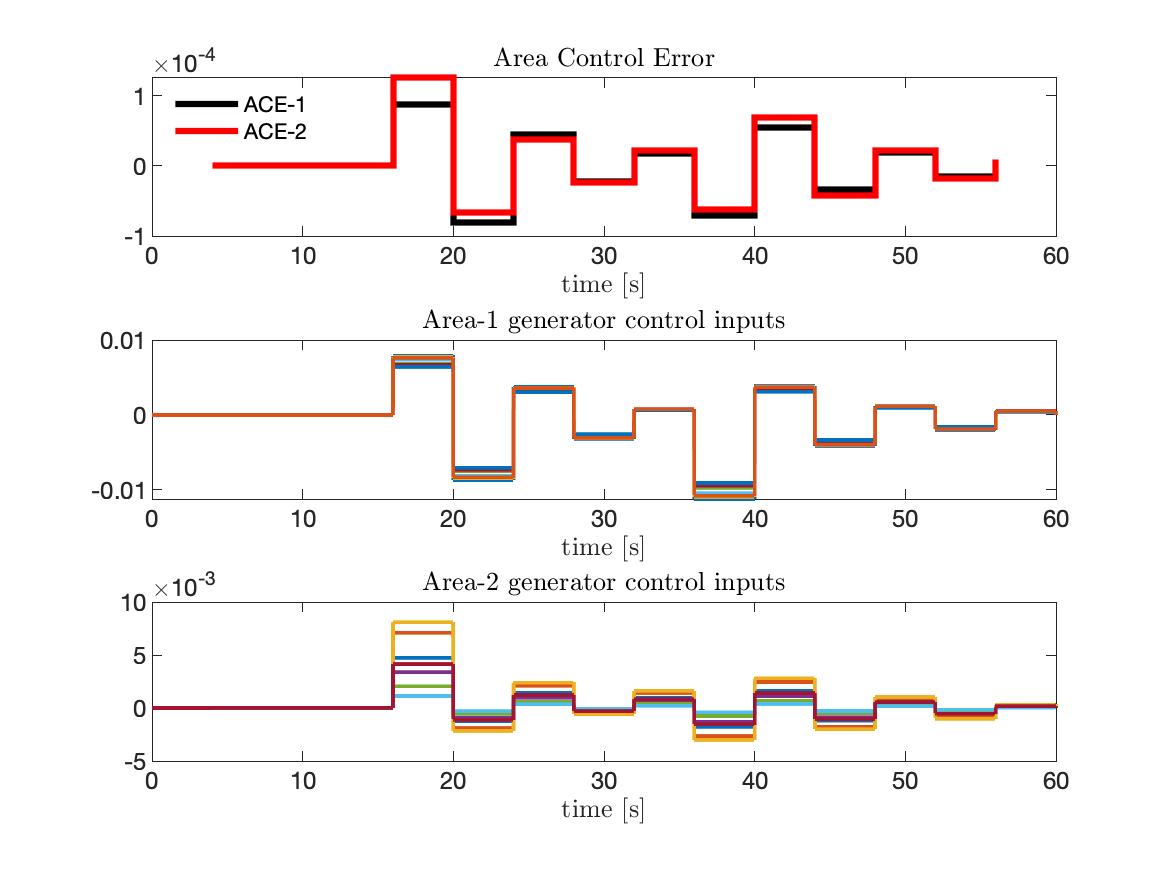 Area Control Error
×10-4
1
0
-1
ACE-1
ACE-2
0 10 20 30 40 50 60
time [s]
Area-1 generator control inputs
0.01
0
-0.01
0 10 20 30 40 50 60
time [s]
Area-2 generator control inputs
×10-3
10
5
0
-5
0 10 20 30 40 50 60
time [s]